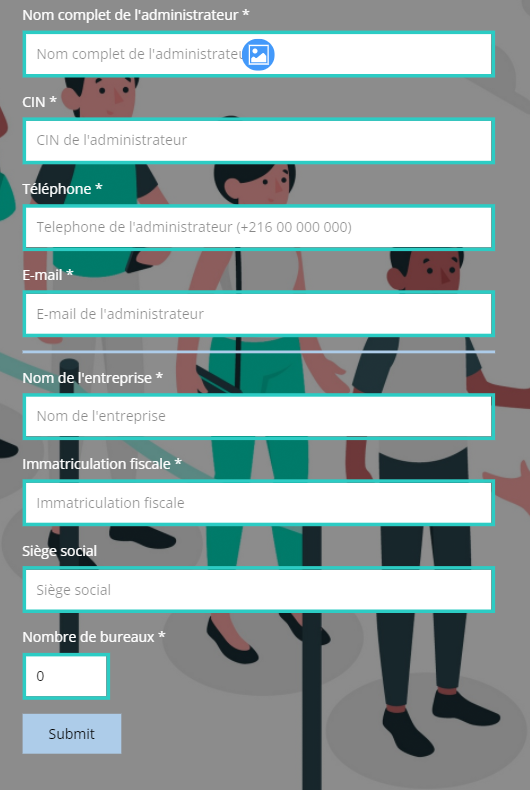 Nom complet de l'administrateur *
Nom complet de l'administrateu
CIN *
CIN de l'administrateur
Téléphone *
Telephone de l'administrateur (+216 00 000 000)
E-mail *
E-mail de l'administrateur
Nom de l'entreprise *
Nom de l'entreprise
Immatriculation fiscale *
Immatriculation fiscale
Siège social
Siège social
Nombre de bureaux *
0
Submit